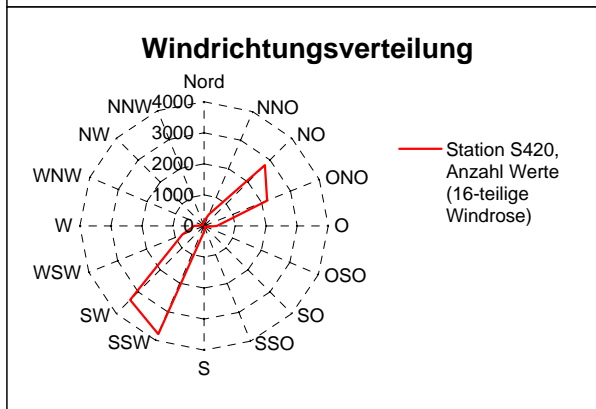 Windrichtungsverteilung
Nord
NNO
NO
ONO
O
OSO
SO
SSO
S
SSW
SW
WSW
W
WNW
NW
NNW
4000
3000
2000
1000
0
Station S420,
Anzahl Werte
(16-teilige
Windrose)